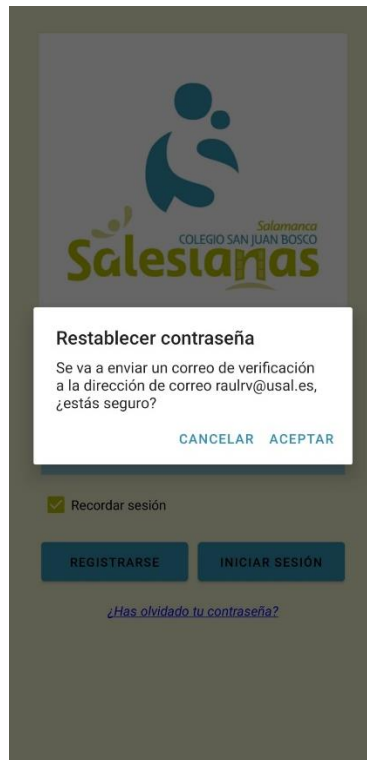 Salamanca
COLEGIO SAN JUAN BOSCO
Salesianas
Restablecer contraseña
Se va a enviar un correo de verificación
a la dirección de correo raulrv@usal.es,
¿estás seguro?
CANCELAR ACEPTAR
Recordar sesión
REGISTRARSE INICIAR SESIÓN
¿Has olvidado tu contraseña?